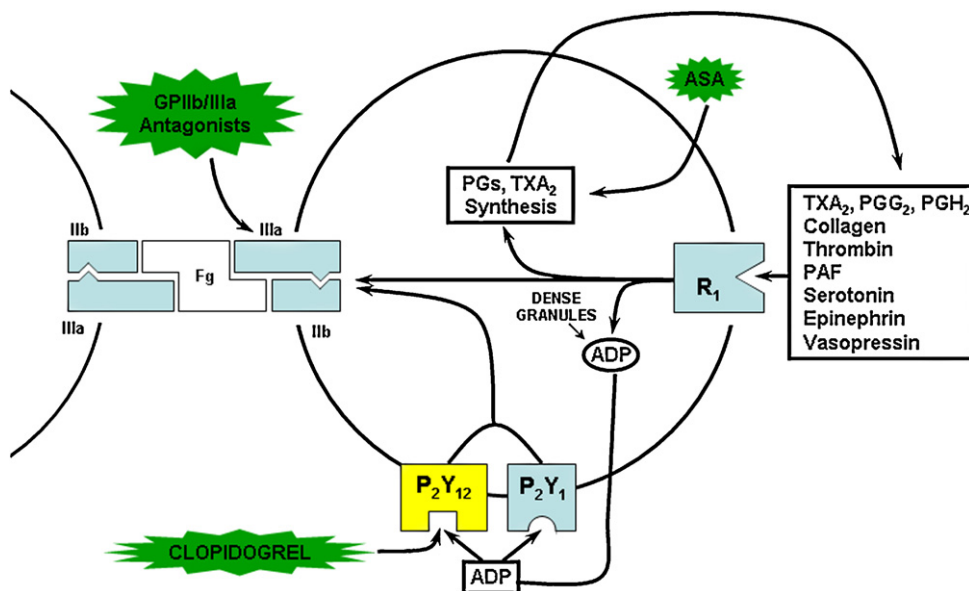 GPIIb/IIIa
Antagonists
ASA
PGs, TXA₂
Synthesis
TXA₂, PGG₂, PGH₂
Collagen
Thrombin
PAF
Serotonin
Epinephrin
Vasopressin
IIb
IIIa
Fg
R₁
IIIa
IIb
DENSE
GRANULES
ADP
P₂Y₁₂
P₂Y₁
CLOPIDOGREL
ADP